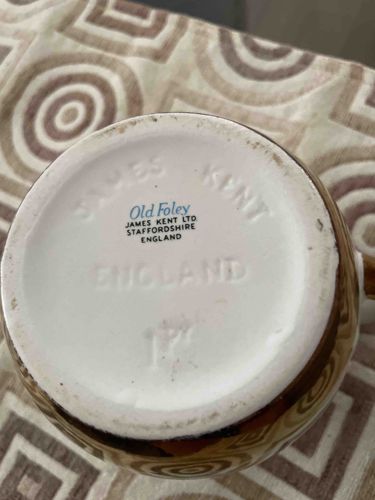 JAMES KENT
Old Foley
JAMES KENT LTD.
STAFFORDSHIRE
ENGLAND
ENGLAND